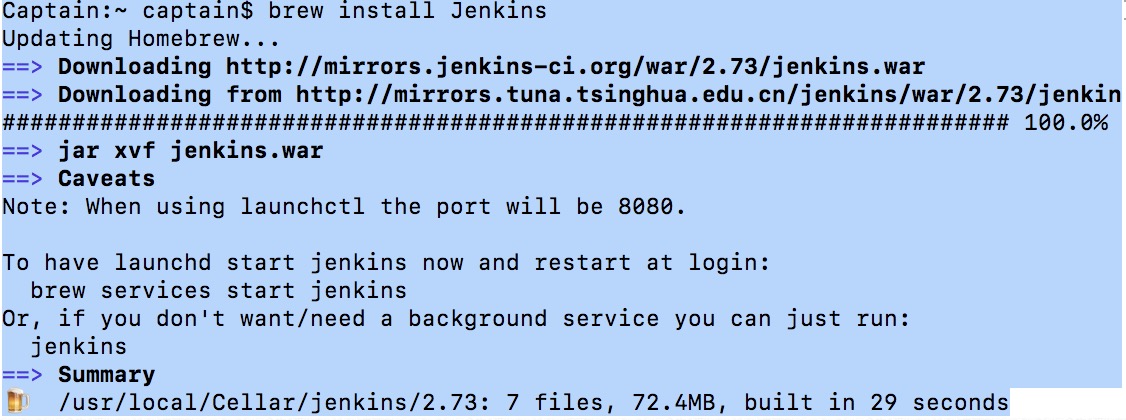 Captain:~ captain$ brew install Jenkins
Updating Homebrew...
==> Downloading http://mirrors.jenkins-ci.org/war/2.73/jenkins.war
==> Downloading from http://mirrors.tuna.tsinghua.edu.cn/jenkins/war/2.73/jenkin
######################################################################## 100.0%
==> jar xvf jenkins.war
==> Caveats
Note: When using launchctl the port will be 8080.
To have launchd start jenkins now and restart at login:
  brew services start jenkins
Or, if you don't want/need a background service you can just run:
  jenkins
==> Summary
🍺  /usr/local/Cellar/jenkins/2.73: 7 files, 72.4MB, built in 29 seconds